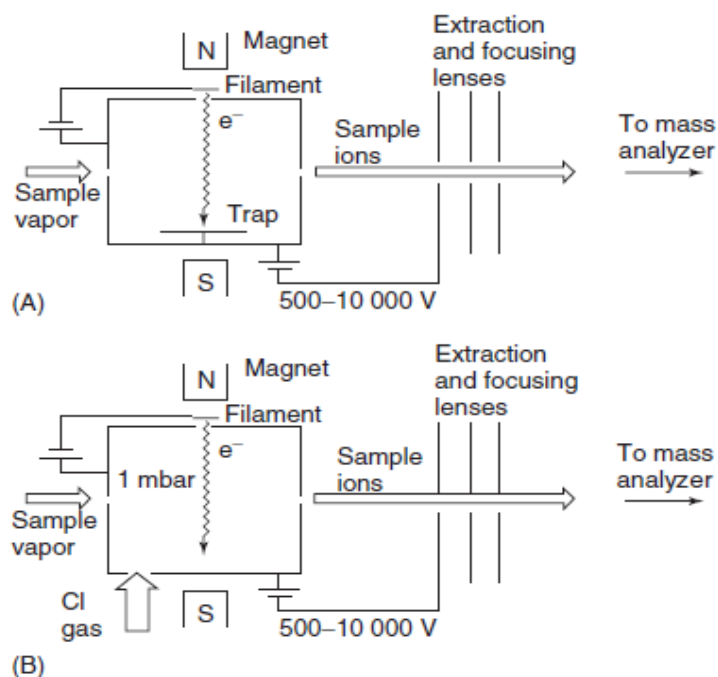 N
Magnet
Extraction
and focusing
lenses
Filament
e–
Sample
ions
To mass
analyzer
Sample
vapor
Trap
S
500–10 000 V
(A)
N
Magnet
Extraction
and focusing
lenses
Filament
e–
1 mbar
Sample
ions
To mass
analyzer
Sample
vapor
CI
gas
S
500–10 000 V
(B)